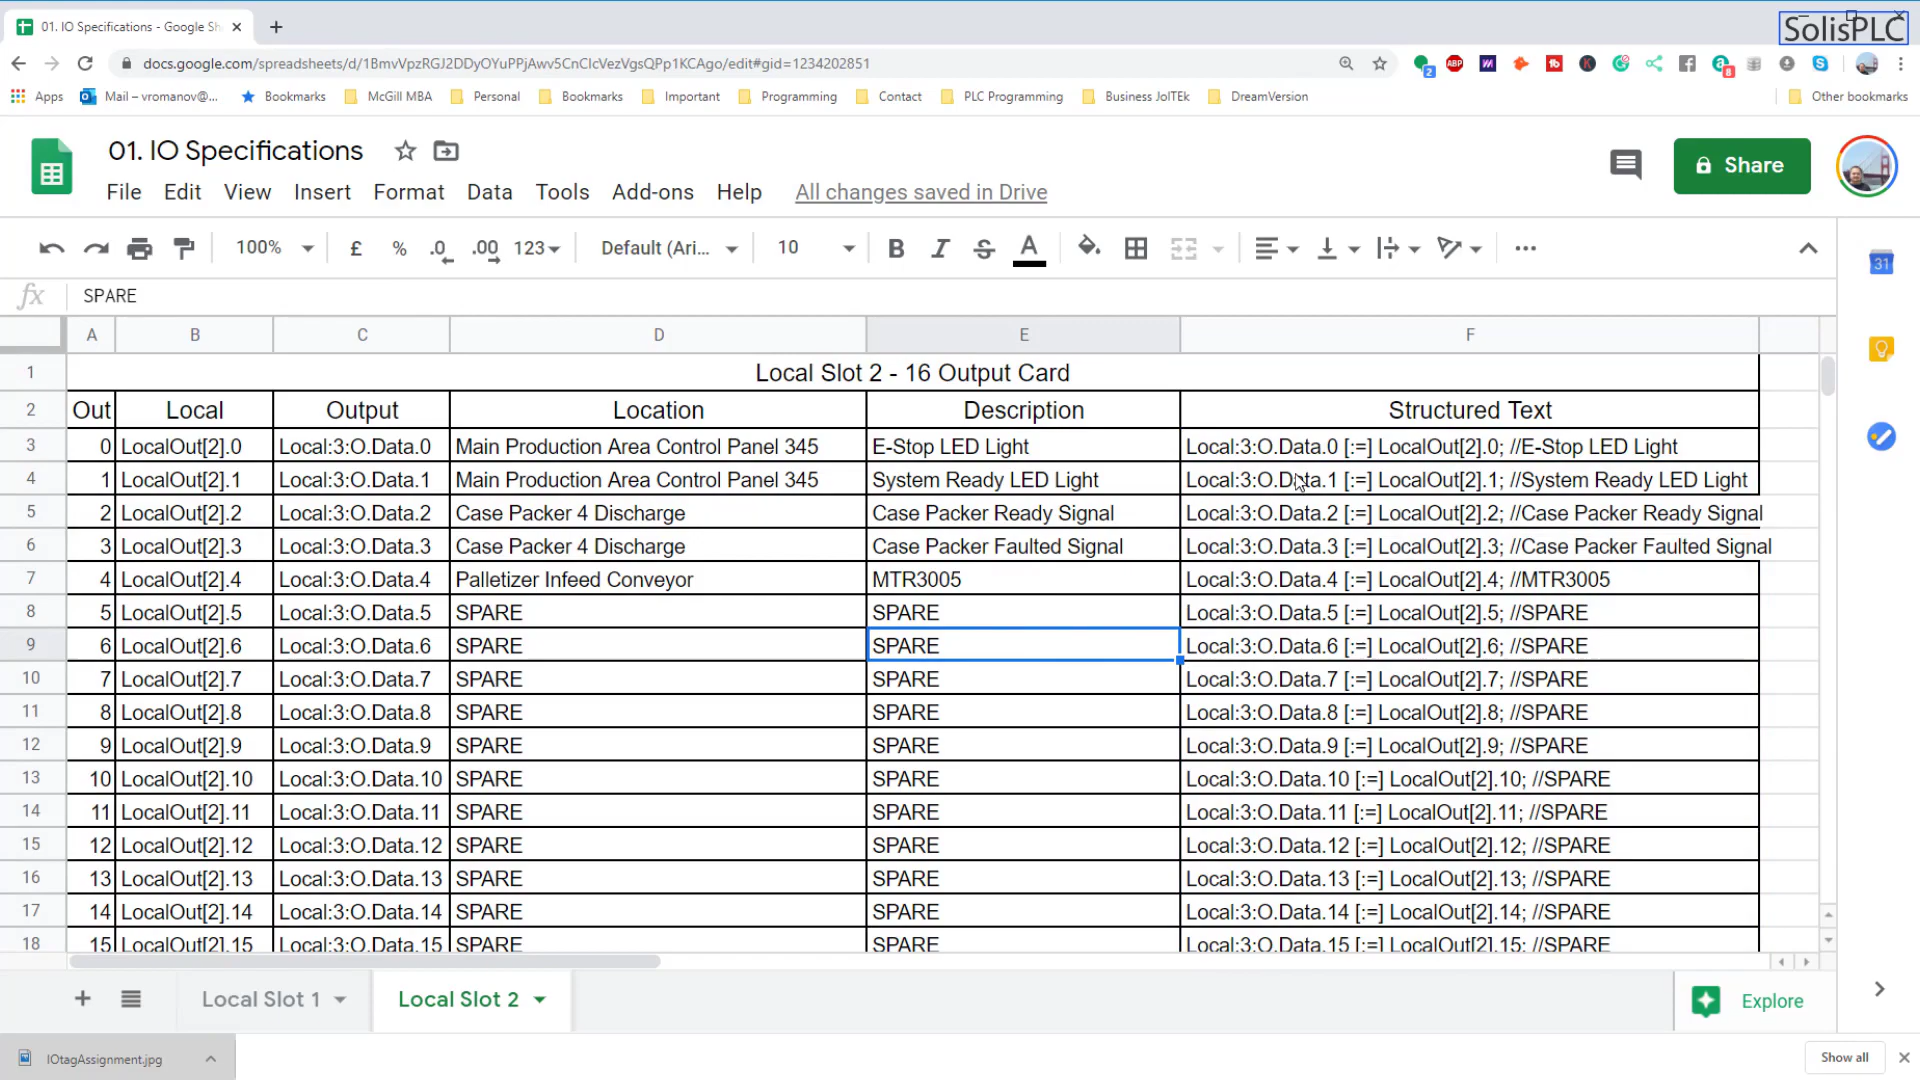 01. IO Specifications - Google Sh
SolisPLC
docs.google.com/spreadsheets/d/1BmvVpzRGJ2DDyOYuPPjAwv5CnClcVezVgsQPp1KCAgo/edit#gid=1234202851
2
ABP
8
Apps
Mail – vromanov@...
Bookmarks
McGill MBA
Personal
Bookmarks
Important
Programming
Contact
PLC Programming
Business JolTEk
DreamVersion
Other bookmarks
01. IO Specifications
Share
File Edit View Insert Format Data Tools Add-ons Help All changes saved in Drive
100% £ % .0 .00 123 Default (Ari... 10 B I S A
31
fx SPARE
A B C D E F
1 Local Slot 2 - 16 Output Card
2 Out Local Output Location Description Structured Text
3 0 LocalOut[2].0 Local:3:O.Data.0 Main Production Area Control Panel 345 E-Stop LED Light Local:3:O.Data.0 [:=] LocalOut[2].0; //E-Stop LED Light
4 1 LocalOut[2].1 Local:3:O.Data.1 Main Production Area Control Panel 345 System Ready LED Light Local:3:O.Data.1 [:=] LocalOut[2].1; //System Ready LED Light
5 2 LocalOut[2].2 Local:3:O.Data.2 Case Packer 4 Discharge Case Packer Ready Signal Local:3:O.Data.2 [:=] LocalOut[2].2; //Case Packer Ready Signal
6 3 LocalOut[2].3 Local:3:O.Data.3 Case Packer 4 Discharge Case Packer Faulted Signal Local:3:O.Data.3 [:=] LocalOut[2].3; //Case Packer Faulted Signal
7 4 LocalOut[2].4 Local:3:O.Data.4 Palletizer Infeed Conveyor MTR3005 Local:3:O.Data.4 [:=] LocalOut[2].4; //MTR3005
8 5 LocalOut[2].5 Local:3:O.Data.5 SPARE SPARE Local:3:O.Data.5 [:=] LocalOut[2].5; //SPARE
9 6 LocalOut[2].6 Local:3:O.Data.6 SPARE SPARE Local:3:O.Data.6 [:=] LocalOut[2].6; //SPARE
10 7 LocalOut[2].7 Local:3:O.Data.7 SPARE SPARE Local:3:O.Data.7 [:=] LocalOut[2].7; //SPARE
11 8 LocalOut[2].8 Local:3:O.Data.8 SPARE SPARE Local:3:O.Data.8 [:=] LocalOut[2].8; //SPARE
12 9 LocalOut[2].9 Local:3:O.Data.9 SPARE SPARE Local:3:O.Data.9 [:=] LocalOut[2].9; //SPARE
13 10 LocalOut[2].10 Local:3:O.Data.10 SPARE SPARE Local:3:O.Data.10 [:=] LocalOut[2].10; //SPARE
14 11 LocalOut[2].11 Local:3:O.Data.11 SPARE SPARE Local:3:O.Data.11 [:=] LocalOut[2].11; //SPARE
15 12 LocalOut[2].12 Local:3:O.Data.12 SPARE SPARE Local:3:O.Data.12 [:=] LocalOut[2].12; //SPARE
16 13 LocalOut[2].13 Local:3:O.Data.13 SPARE SPARE Local:3:O.Data.13 [:=] LocalOut[2].13; //SPARE
17 14 LocalOut[2].14 Local:3:O.Data.14 SPARE SPARE Local:3:O.Data.14 [:=] LocalOut[2].14; //SPARE
18 15 LocalOut[2].15 Local:3:O.Data.15 SPARE SPARE Local:3:O.Data.15 [:=] LocalOut[2].15; //SPARE
Local Slot 1
Local Slot 2
Explore
IOtagAssignment.jpg
Show all